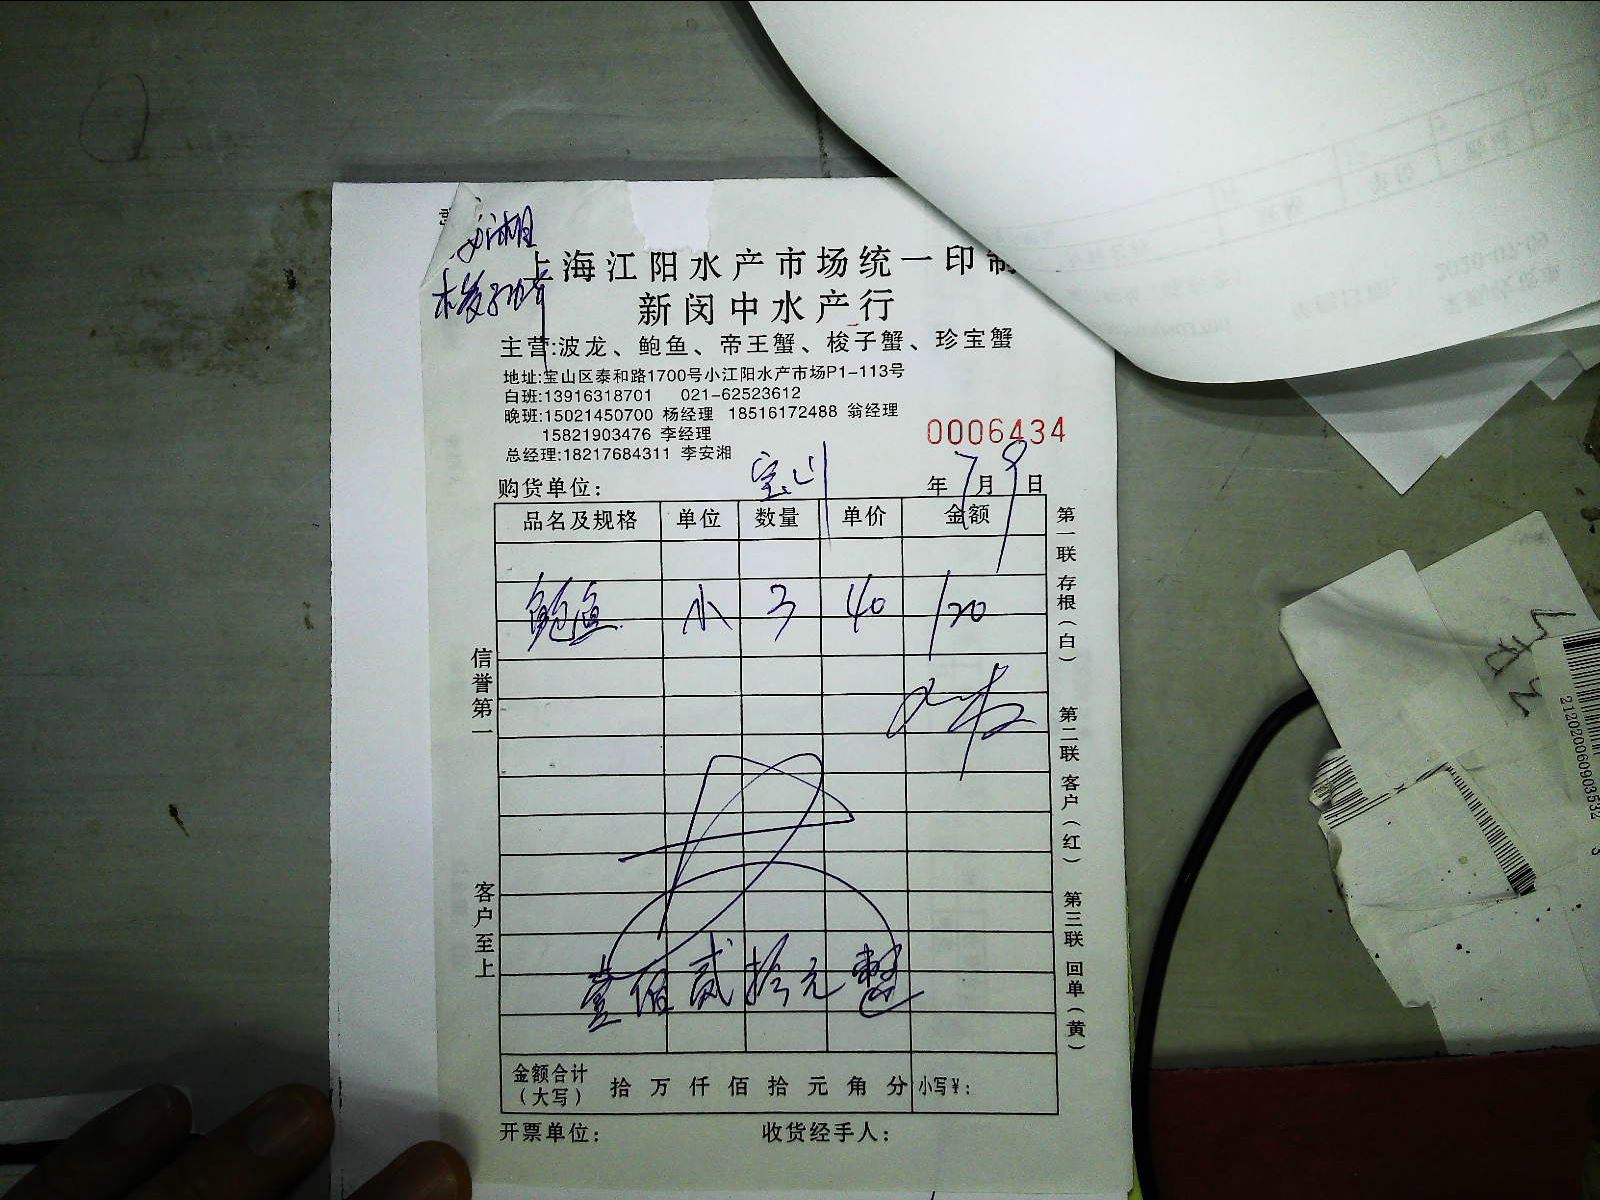 上海江阳水产市场统一印制
新闵中水产行
主营:波龙、鲍鱼、帝王蟹、梭子蟹、珍宝蟹
地址:宝山区泰和路1700号小江阳水产市场P1-113号
白班:13916318701 021-62523612
晚班:15021450700 杨经理 18516172488 翁经理
15821903476 李经理
0006434
总经理:18217684311 李安湘
购货单位: 宝山 年7月9日
品名及规格 单位 数量 单价 金额
鲍鱼 小 3 40 120
壹佰贰拾元整
金额合计(大写) 拾 万 仟 佰 拾 元 角 分 小写¥:
开票单位: 收货经手人:
信誉第一
客户至上
第一联 存根(白)
第二联 客户(红)
第三联 回单(黄)
212020060903532 3